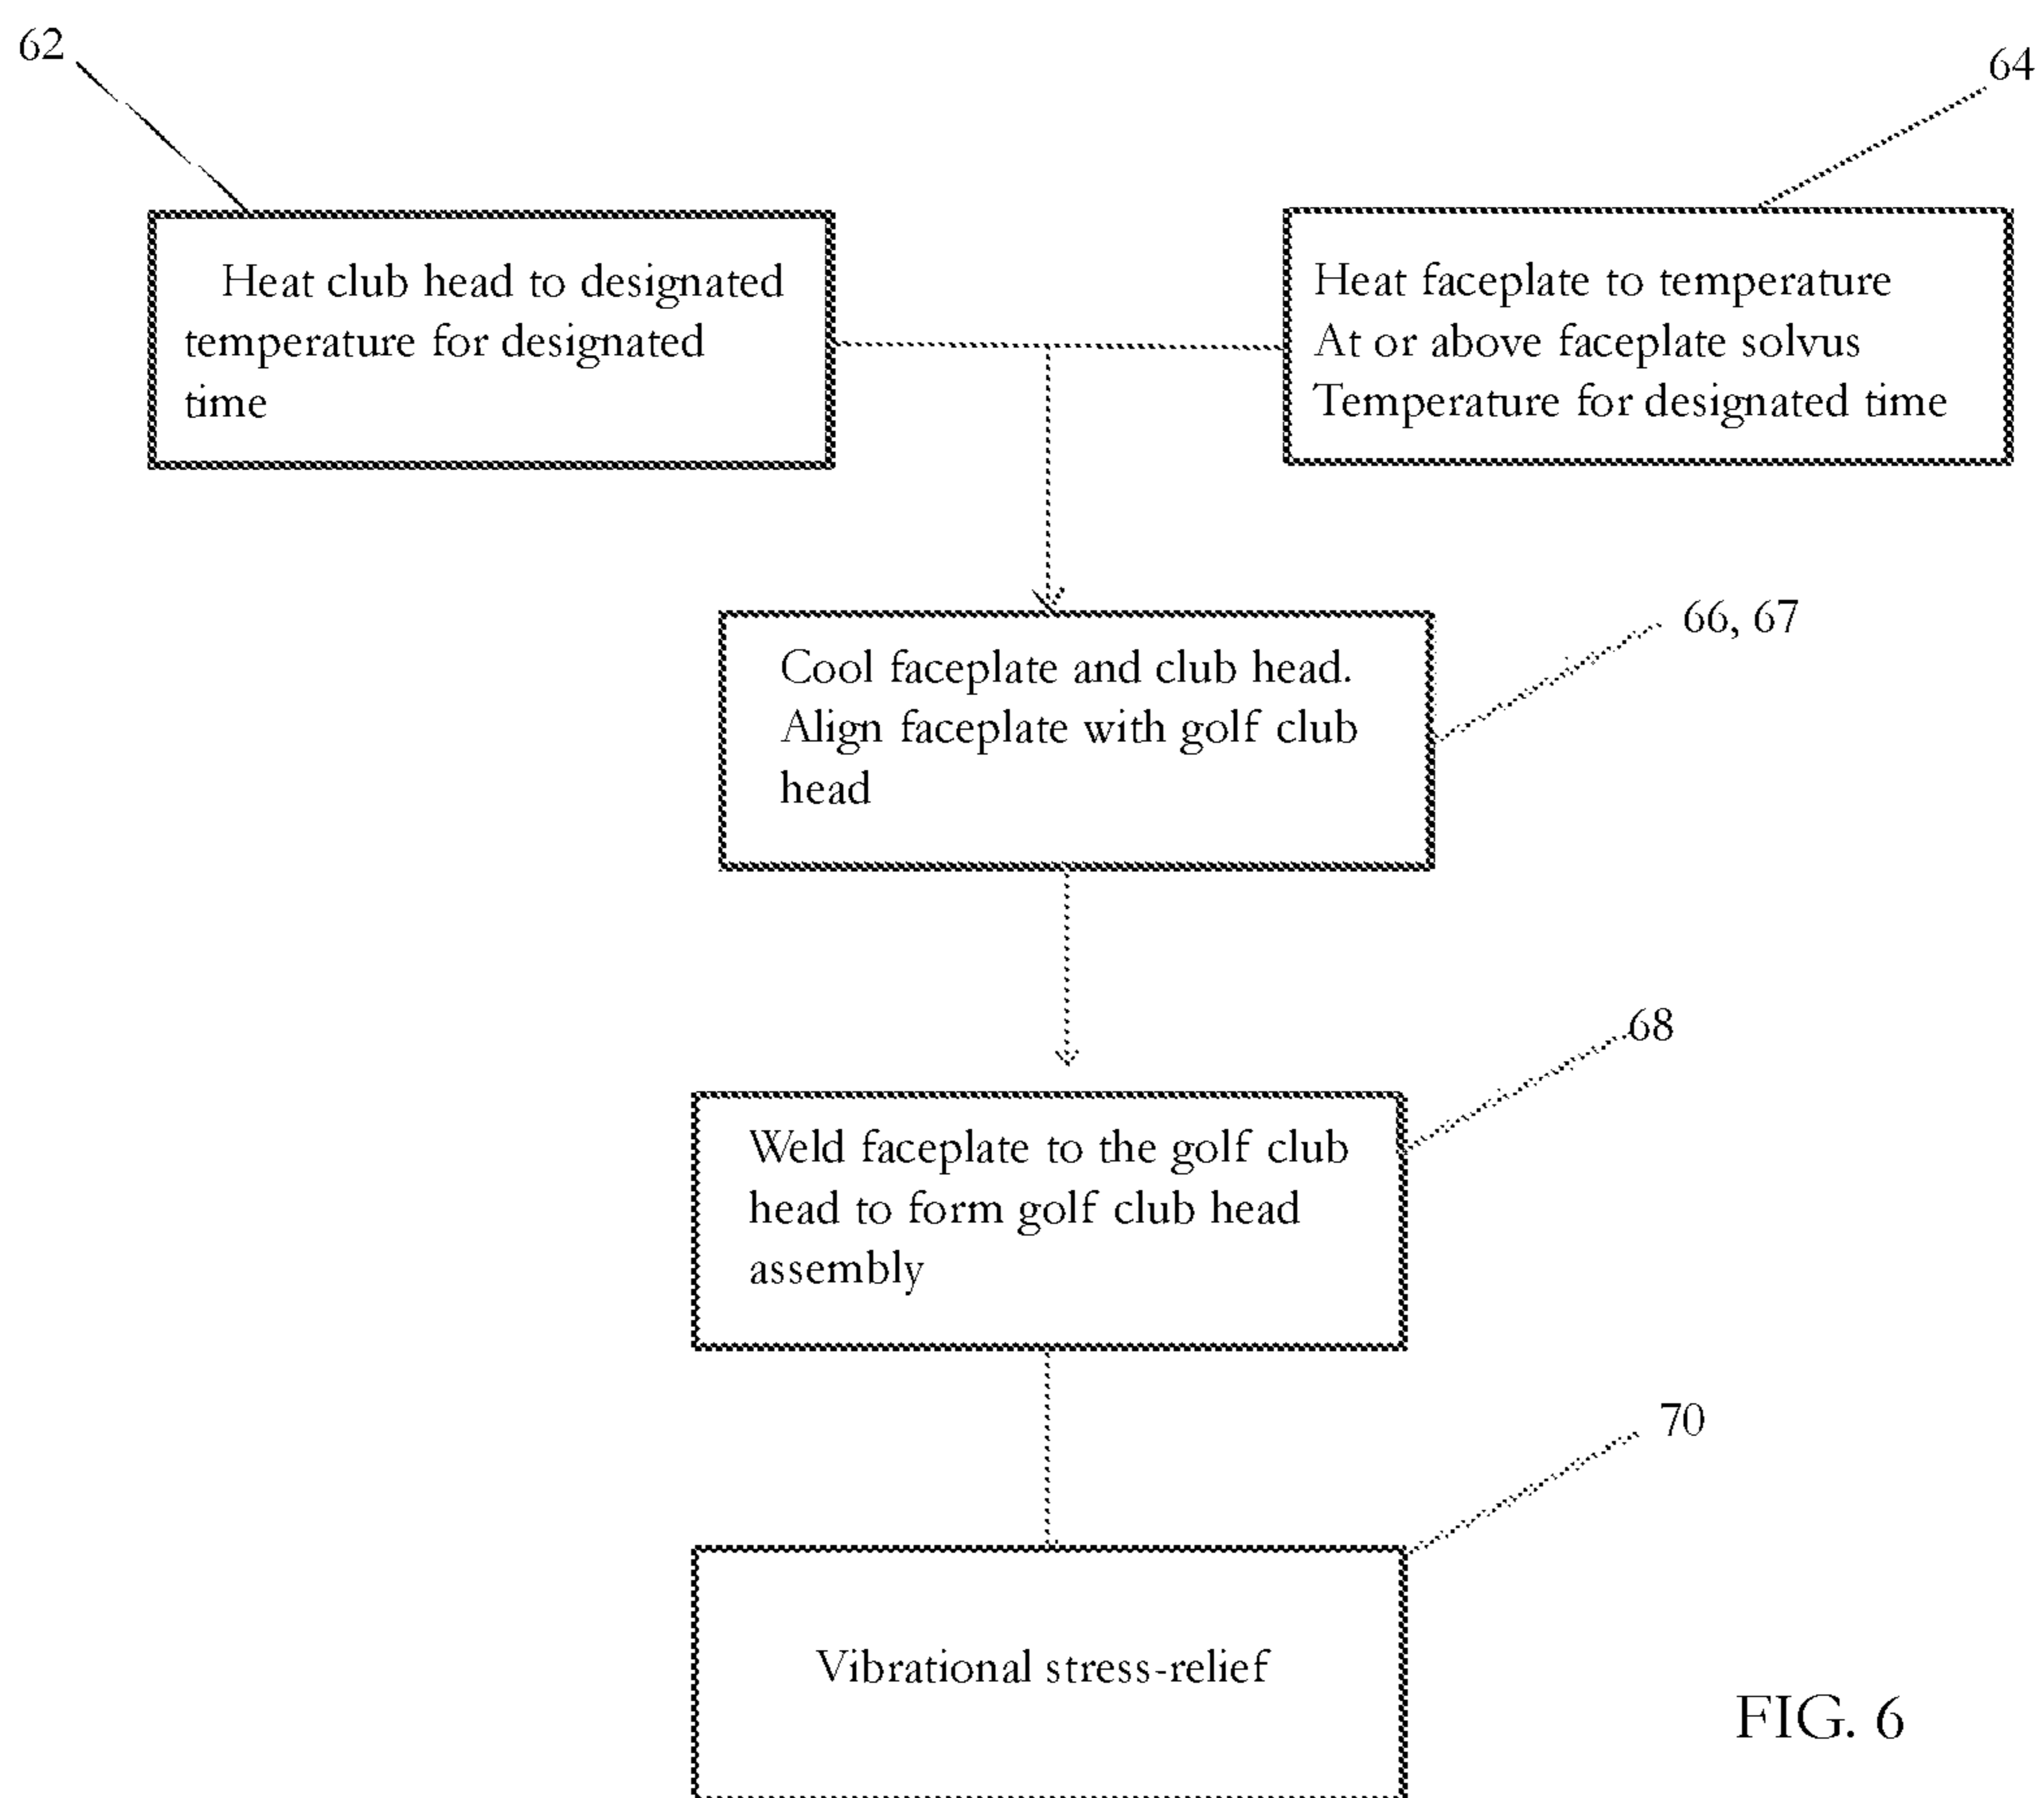 62
64
Heat club head to designated
temperature for designated
time
Heat faceplate to temperature
At or above faceplate solvus
Temperature for designated time
66, 67
Cool faceplate and club head.
Align faceplate with golf club
head
68
Weld faceplate to the golf club
head to form golf club head
assembly
70
Vibrational stress-relief
FIG. 6